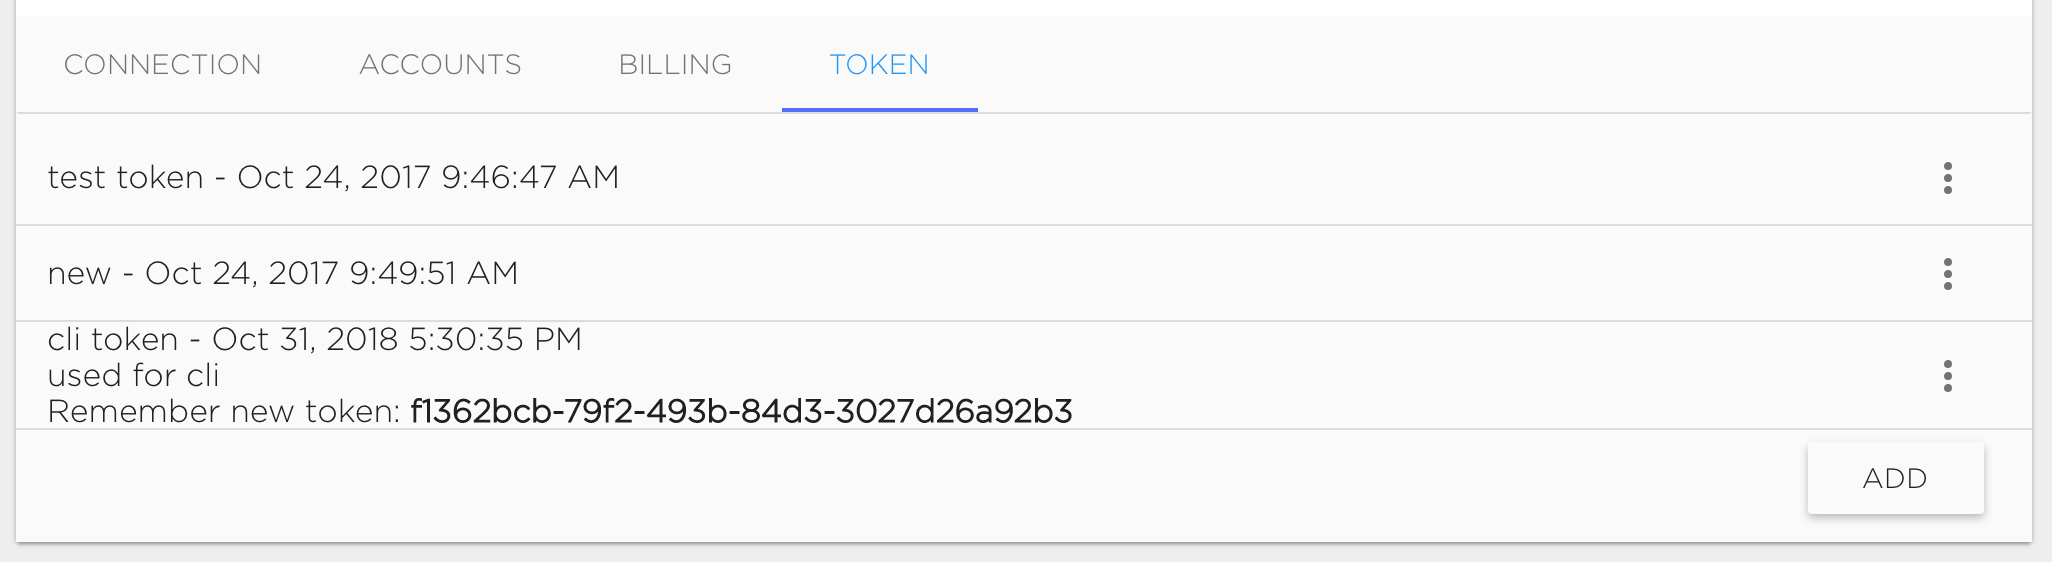 CONNECTION ACCOUNTS BILLING TOKEN
test token - Oct 24, 2017 9:46:47 AM
new - Oct 24, 2017 9:49:51 AM
cli token - Oct 31, 2018 5:30:35 PM
used for cli
Remember new token: f1362bcb-79f2-493b-84d3-3027d26a92b3
ADD